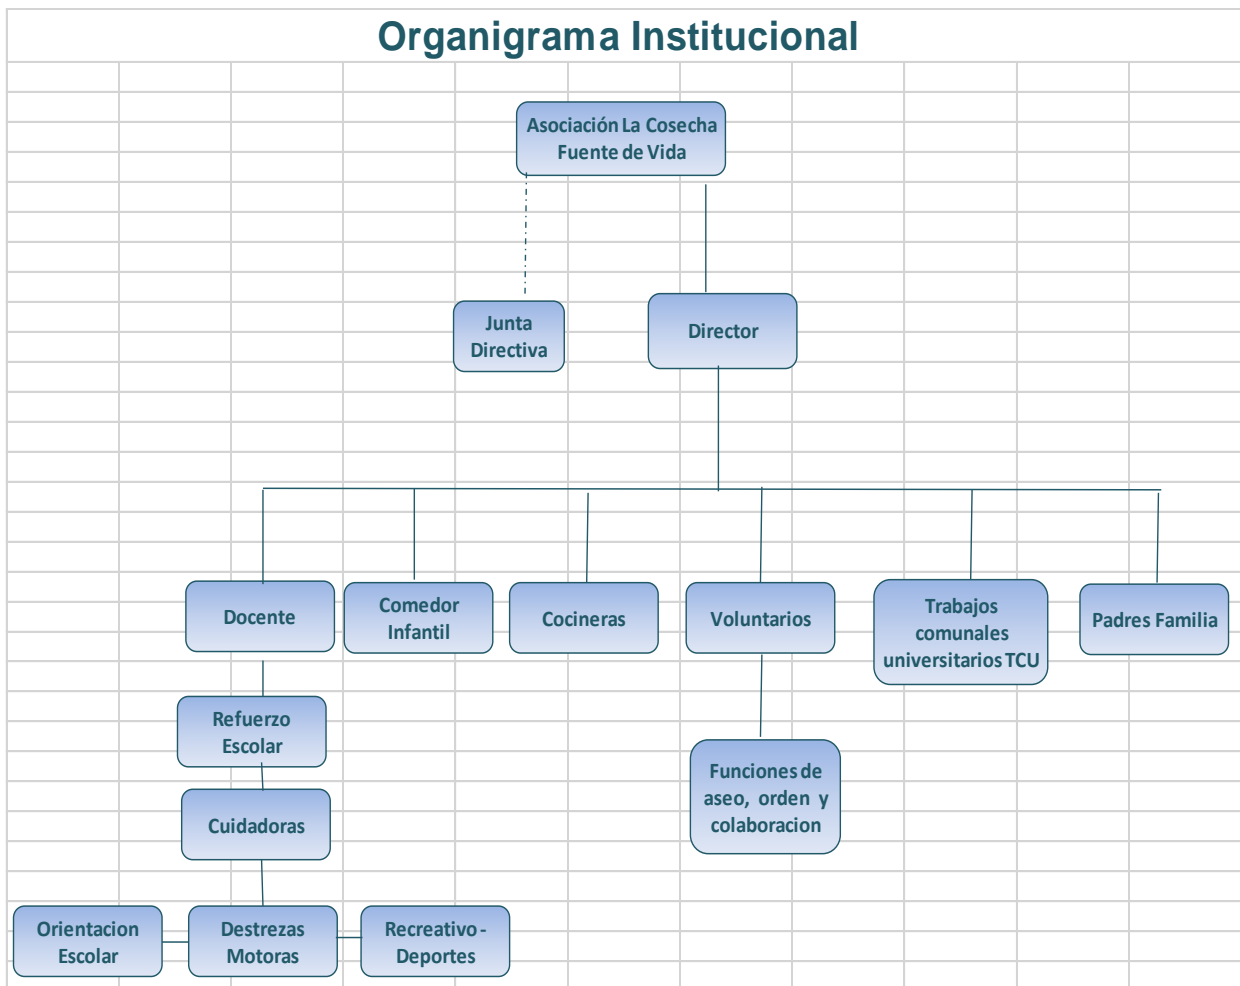 Organigrama Institucional
Asociación La Cosecha
Fuente de Vida
Junta
Directiva
Director
Docente
Comedor
Infantil
Cocineras
Voluntarios
Trabajos
comunales
universitarios TCU
Padres Familia
Refuerzo
Escolar
Funciones de
aseo, orden y
colaboracion
Cuidadoras
Orientacion
Escolar
Destrezas
Motoras
Recreativo -
Deportes